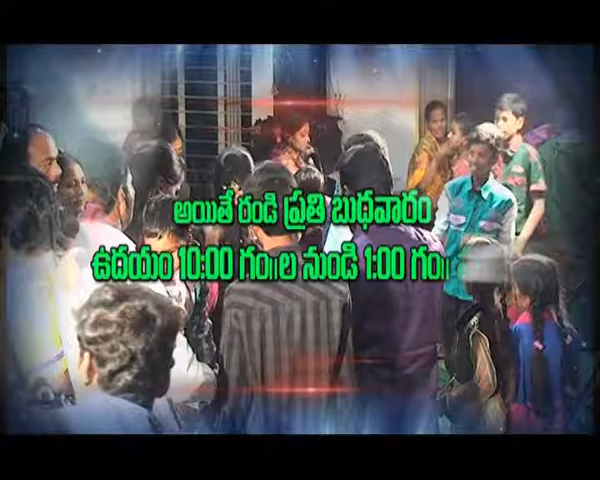 అయితే రండి ప్రతి బుధవారం
ఉదయం 10:00 గం॥ల నుండి 1:00 గం॥